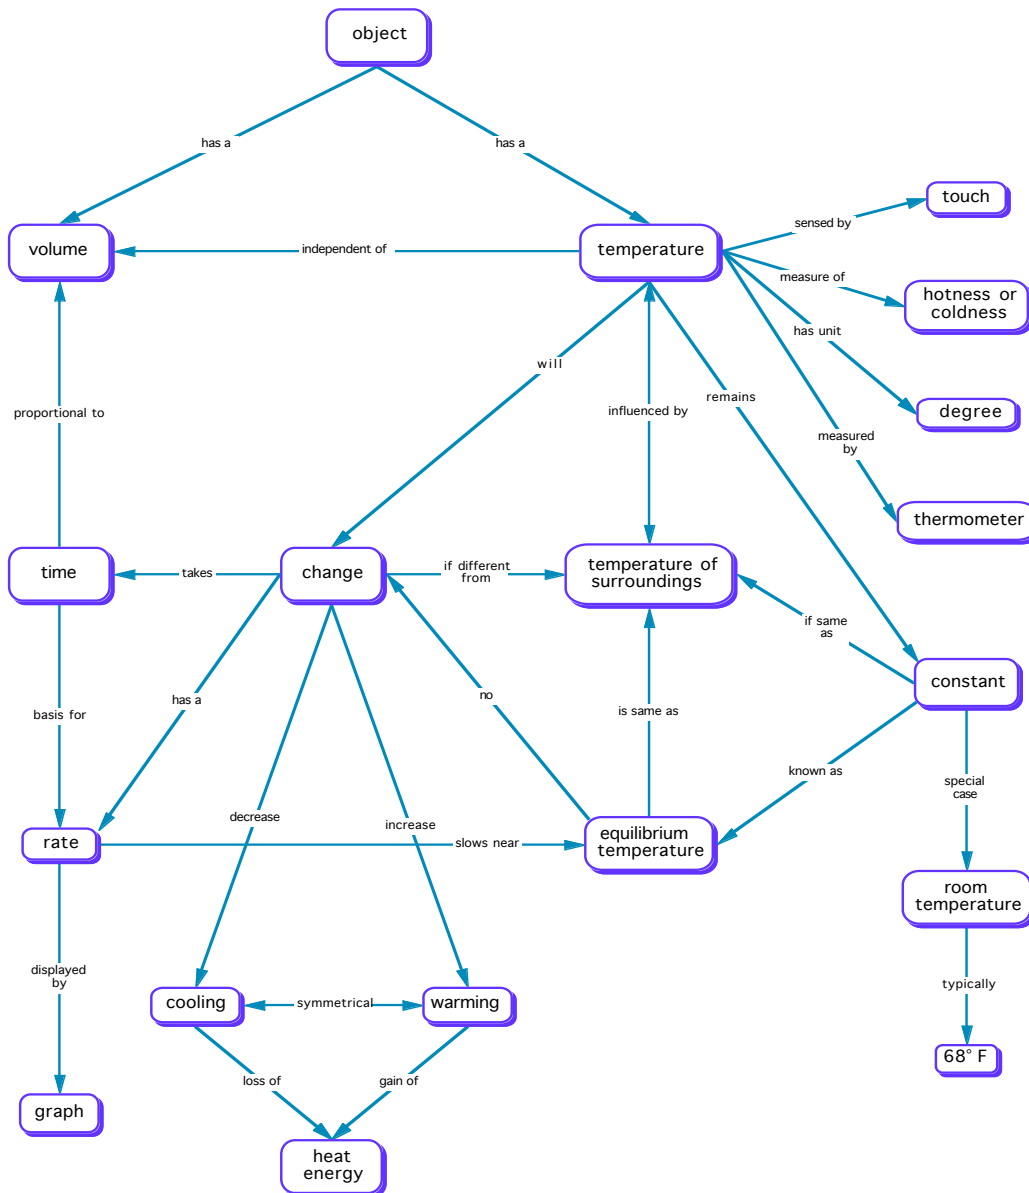 object
has a
has a
touch
sensed by
volume
independent of
temperature
measure of
hotness or
coldness
has unit
will
remains
proportional to
influenced by
degree
measured
by
thermometer
time
takes
change
if different
from
temperature of
surroundings
if same
as
constant
has a
no
basis for
is same as
known as
special
case
decrease
increase
rate
slows near
equilibrium
temperature
room
temperature
displayed
by
typically
cooling
symmetrical
warming
68° F
loss of
gain of
graph
heat
energy